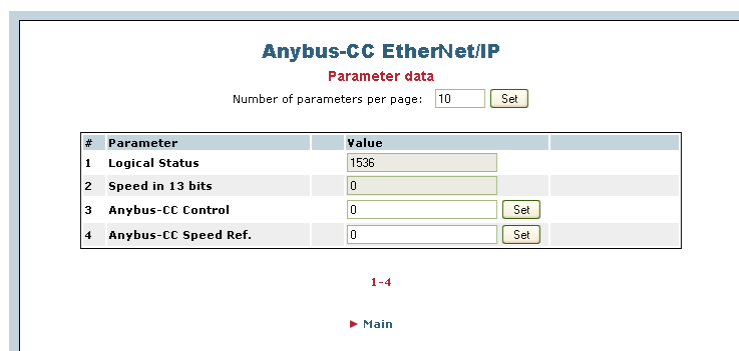 Anybus-CC EtherNet/IP
Parameter data
Number of parameters per page: 10 Set
# Parameter Value
1 Logical Status 1536
2 Speed in 13 bits 0
3 Anybus-CC Control 0 Set
4 Anybus-CC Speed Ref. 0 Set
1-4
► Main